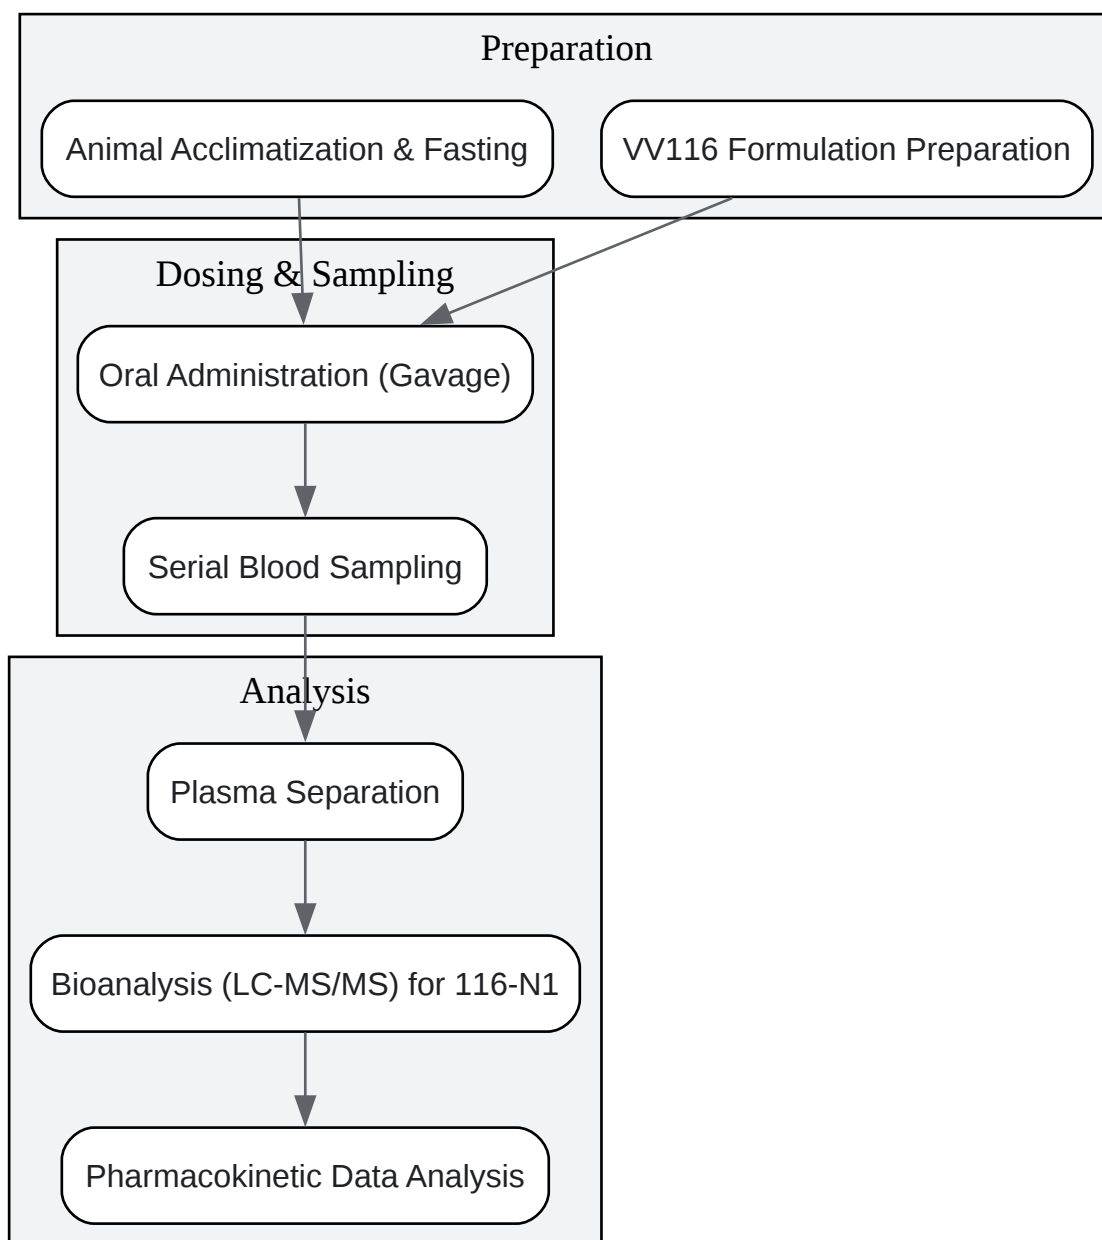 Preparation
Animal Acclimatization & Fasting
VV116 Formulation Preparation
Dosing & Sampling
Oral Administration (Gavage)
Serial Blood Sampling
Analysis
Plasma Separation
Bioanalysis (LC-MS/MS) for 116-N1
Pharmacokinetic Data Analysis